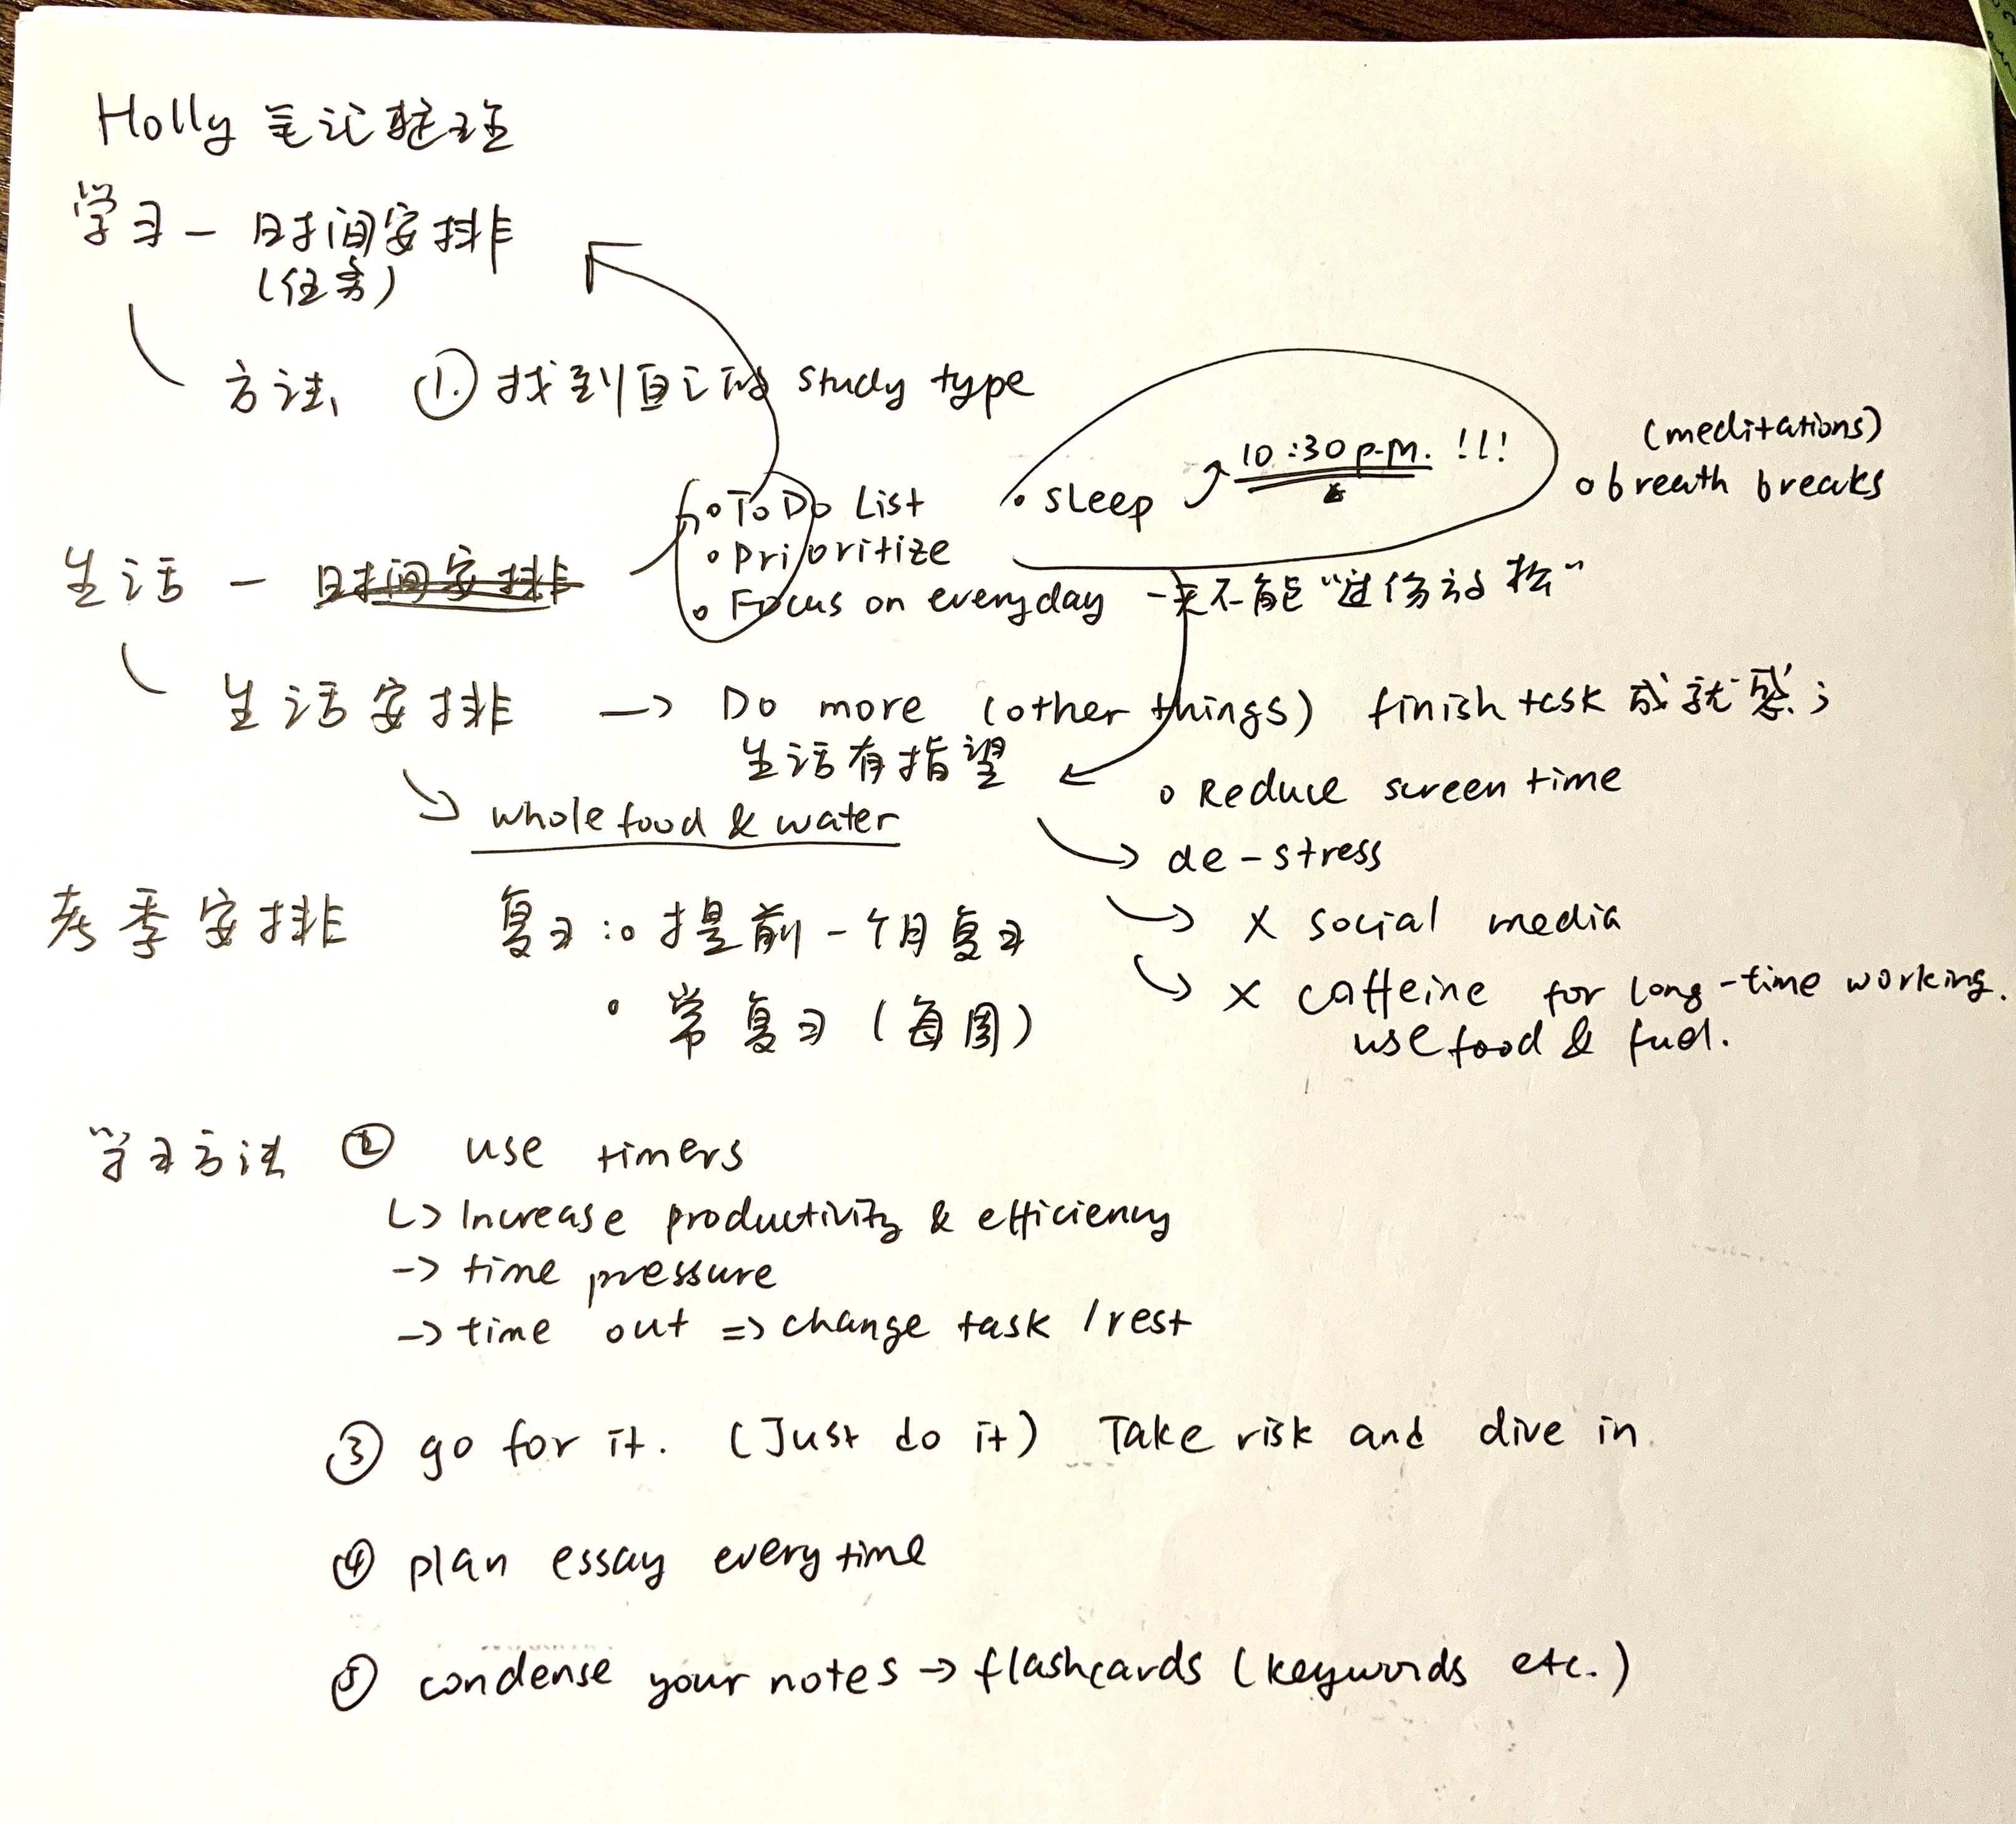 Holly 笔记整理
学习 - 时间安排
(任务)
方法 ① 找到自己的 study type
(meditations)
• Sleep 10:30 p.m. !!!
o breath breaks
o To Do List
• Prioritize
生活 - 时间安排
• Focus on everyday - 天不能“过份放松”
生活安排 -> Do more (other things) finish task 成就感;
生活有指望
o Reduce screen time
whole food & water
-> de-stress
考季安排 复习:o 提前一个月复习
-> X social media
• 常复习 (每周)
-> X caffeine for long-time working.
use food & fuel.
学习方法 ② use timers
↳ Increase productivity & efficiency
-> time pressure
-> time out => change task / rest
③ go for it. (Just do it) Take risk and dive in.
④ plan essay everytime
⑤ condense your notes -> flashcards (keywords etc.)